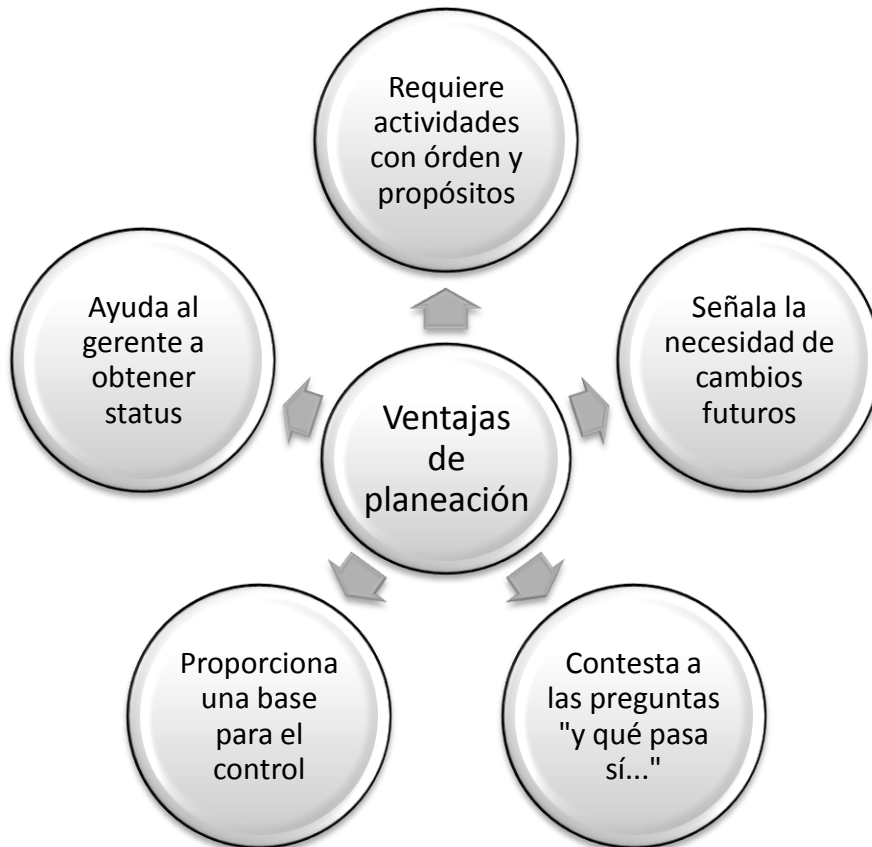 Requiere
actividades
con órden y
propósitos
Señala la
necesidad de
cambios
futuros
Contesta a
las preguntas
"y qué pasa
sí..."
Proporciona
una base
para el
control
Ayuda al
gerente a
obtener
status
Ventajas
de
planeación